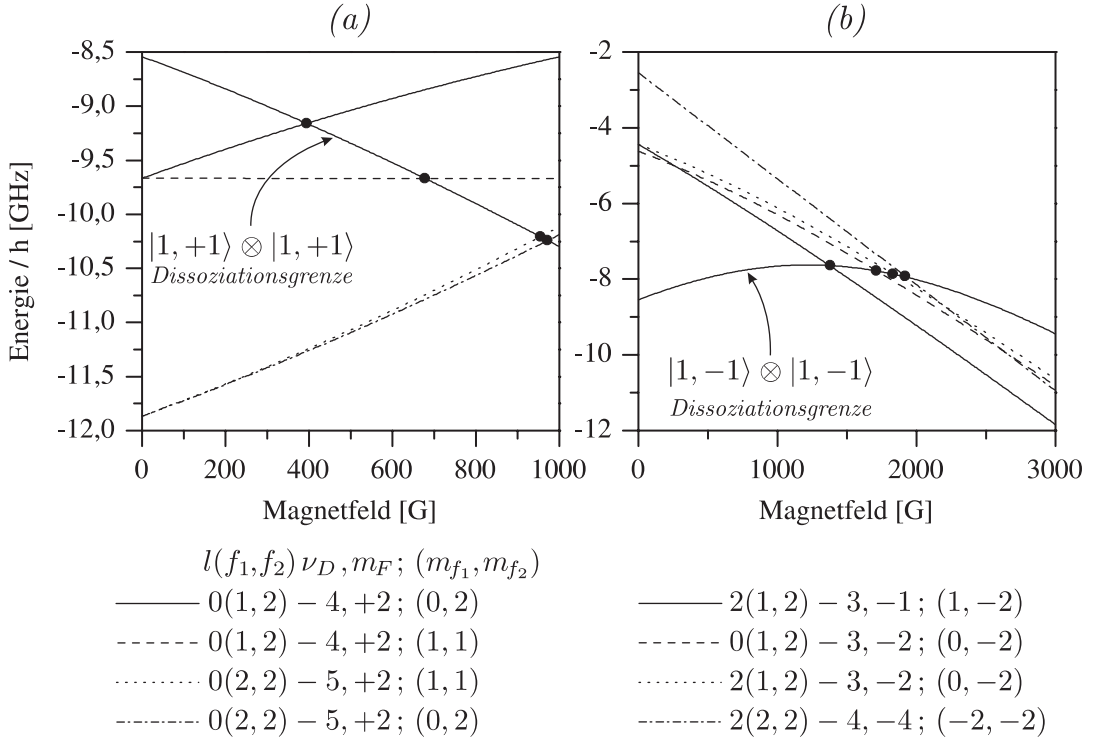 (a)
(b)
Energie / h [GHz]
-8,5
-9,0
-9,5
-10,0
-10,5
-11,0
-11,5
-12,0
|1, +1⟩ ⊗ |1, +1⟩
Dissoziationsgrenze
0 200 400 600 800 1000
Magnetfeld [G]
-2
-4
-6
-8
-10
-12
|1, −1⟩ ⊗ |1, −1⟩
Dissoziationsgrenze
0 1000 2000 3000
Magnetfeld [G]
l(f₁,f₂) ν_D , m_F ; (m_f₁, m_f₂)
0(1, 2) − 4, +2 ; (0, 2)
0(1, 2) − 4, +2 ; (1, 1)
0(2, 2) − 5, +2 ; (1, 1)
0(2, 2) − 5, +2 ; (0, 2)
2(1, 2) − 3, −1 ; (1, −2)
0(1, 2) − 3, −2 ; (0, −2)
2(1, 2) − 3, −2 ; (0, −2)
2(2, 2) − 4, −4 ; (−2, −2)